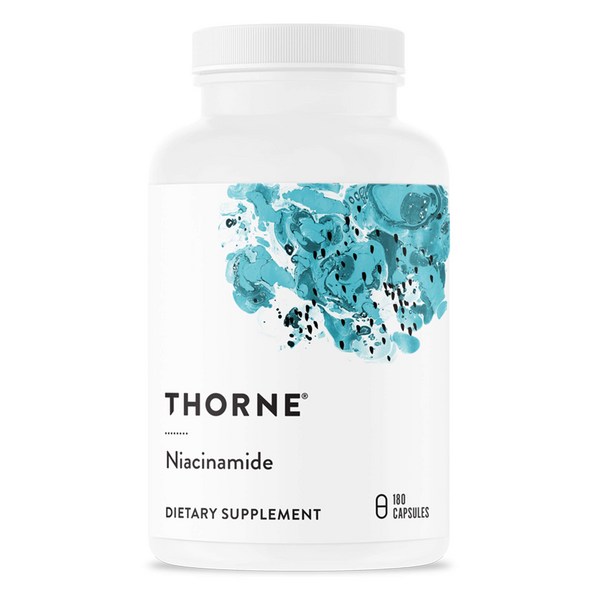 THORNE®
Niacinamide
DIETARY SUPPLEMENT
180
CAPSULES